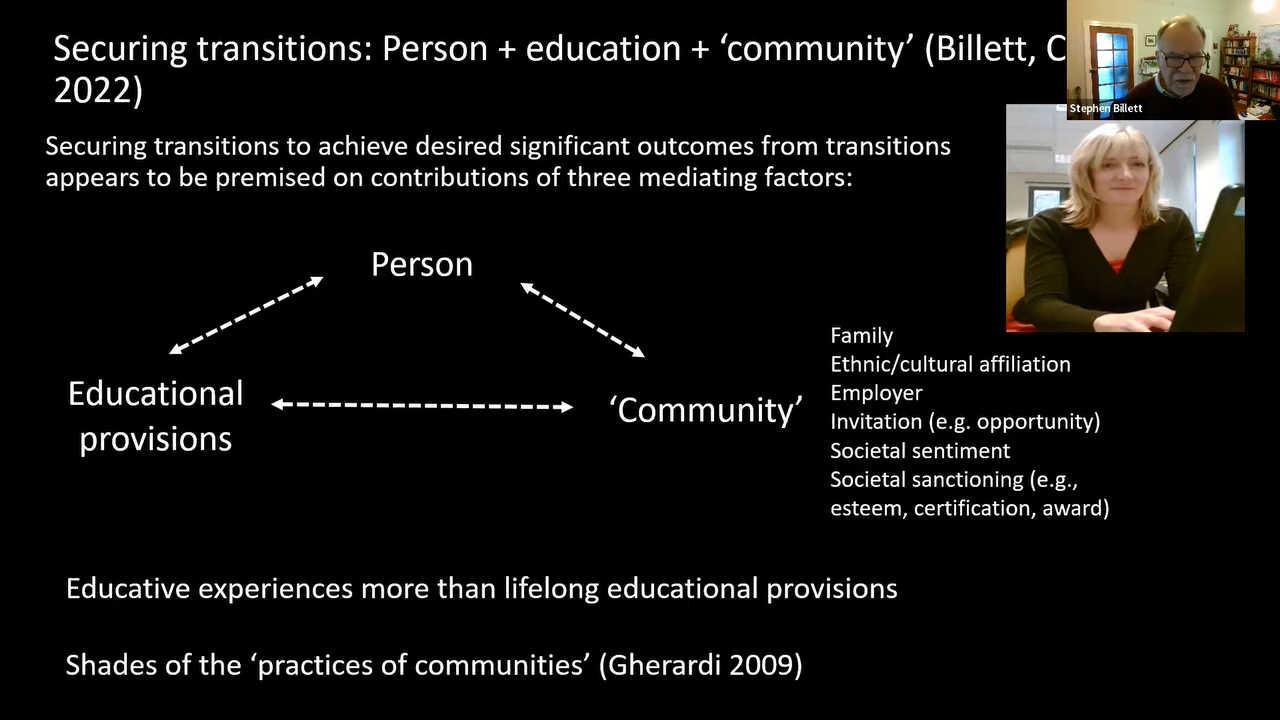 Securing transitions: Person + education + ‘community’ (Billett, C
2022)
Stephen Billett
Securing transitions to achieve desired significant outcomes from transitions
appears to be premised on contributions of three mediating factors:
Person
Educational
provisions
‘Community’
Family
Ethnic/cultural affiliation
Employer
Invitation (e.g. opportunity)
Societal sentiment
Societal sanctioning (e.g.,
esteem, certification, award)
Educative experiences more than lifelong educational provisions
Shades of the ‘practices of communities’ (Gherardi 2009)